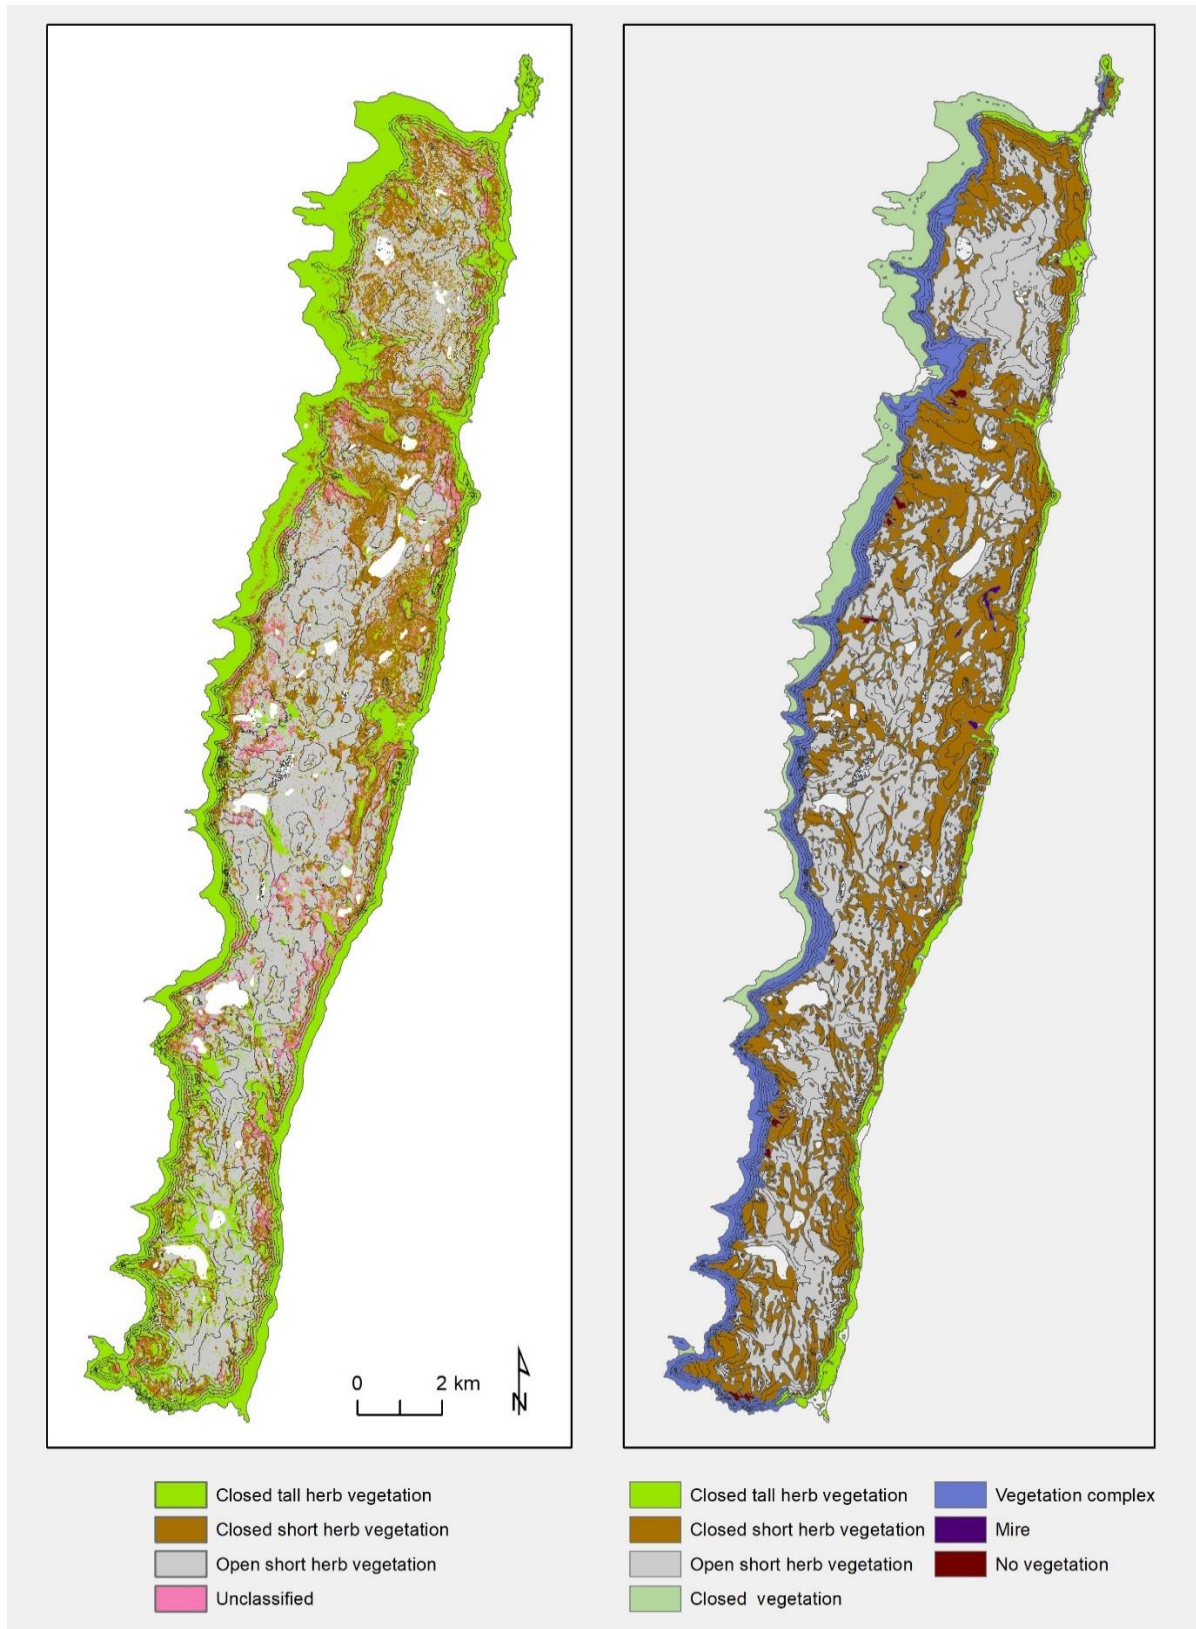 0 2 km
N
Closed tall herb vegetation
Closed short herb vegetation
Open short herb vegetation
Unclassified
Closed tall herb vegetation
Closed short herb vegetation
Open short herb vegetation
Closed vegetation
Vegetation complex
Mire
No vegetation